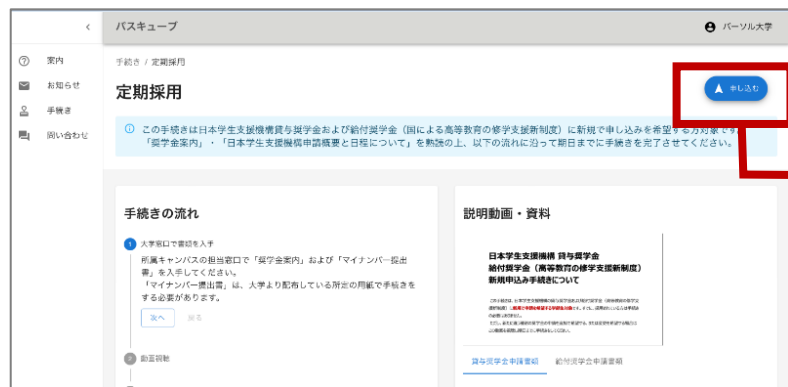 パスキューブ
パーソル大学
案内
お知らせ
手続き
問い合わせ
手続き / 定期採用
定期採用
申し込む
この手続きは日本学生支援機構貸与奨学金および給付奨学金（国による高等教育の修学支援新制度）に新規で申し込みを希望する方対象です。
「奨学金案内」・「日本学生支援機構申請概要と日程について」を熟読の上、以下の流れに沿って期日までに手続きを完了させてください。
手続きの流れ
1 大学窓口で書類を入手
所属キャンパスの担当窓口で「奨学金案内」および「マイナンバー提出
書」を入手してください。
「マイナンバー提出書」は、大学より配布している所定の用紙で手続きを
する必要があります。
次へ 戻る
2 動画視聴
説明動画・資料
日本学生支援機構 貸与奨学金
給付奨学金（高等教育の修学支援新制度）
新規申込み手続きについて
貸与奨学会申請要領 給付奨学会申請要領